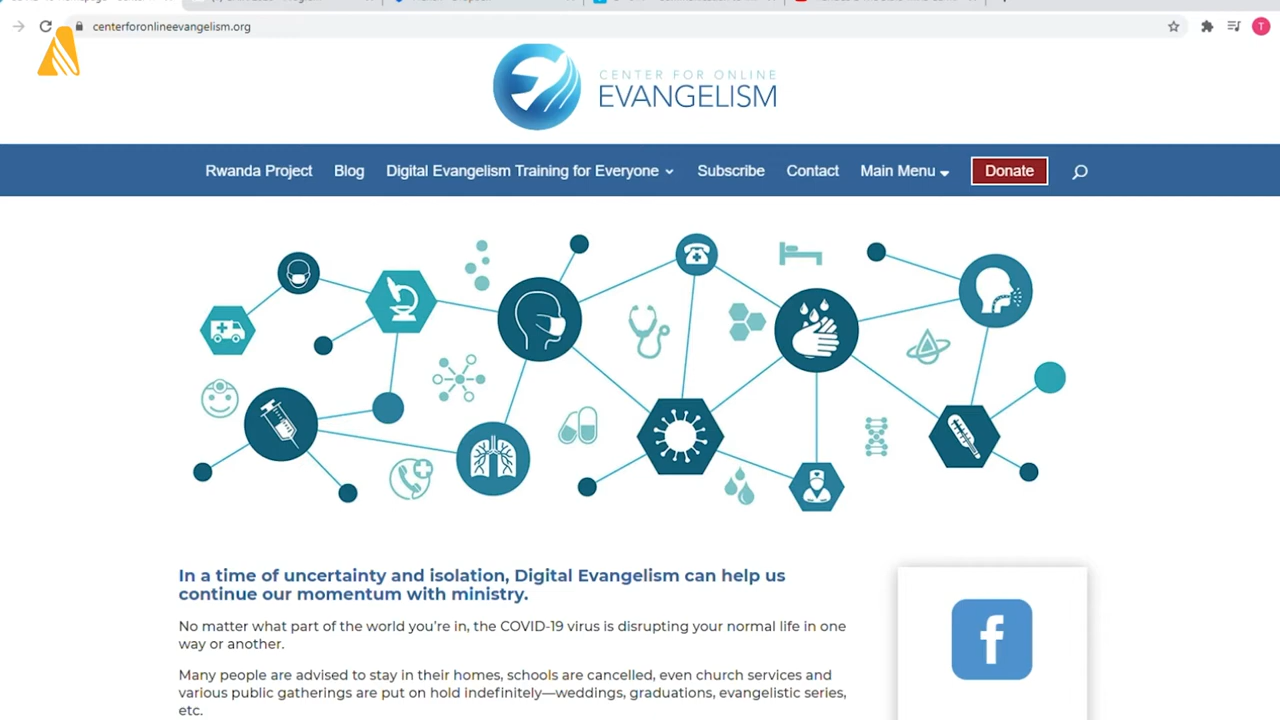 centerforonlineevangelism.org
T
CENTER FOR ONLINE
EVANGELISM
Rwanda Project Blog Digital Evangelism Training for Everyone Subscribe Contact Main Menu Donate
In a time of uncertainty and isolation, Digital Evangelism can help us
continue our momentum with ministry.
No matter what part of the world you're in, the COVID-19 virus is disrupting your normal life in one
way or another.
Many people are advised to stay in their homes, schools are cancelled, even church services and
various public gatherings are put on hold indefinitely—weddings, graduations, evangelistic series,
etc.
f